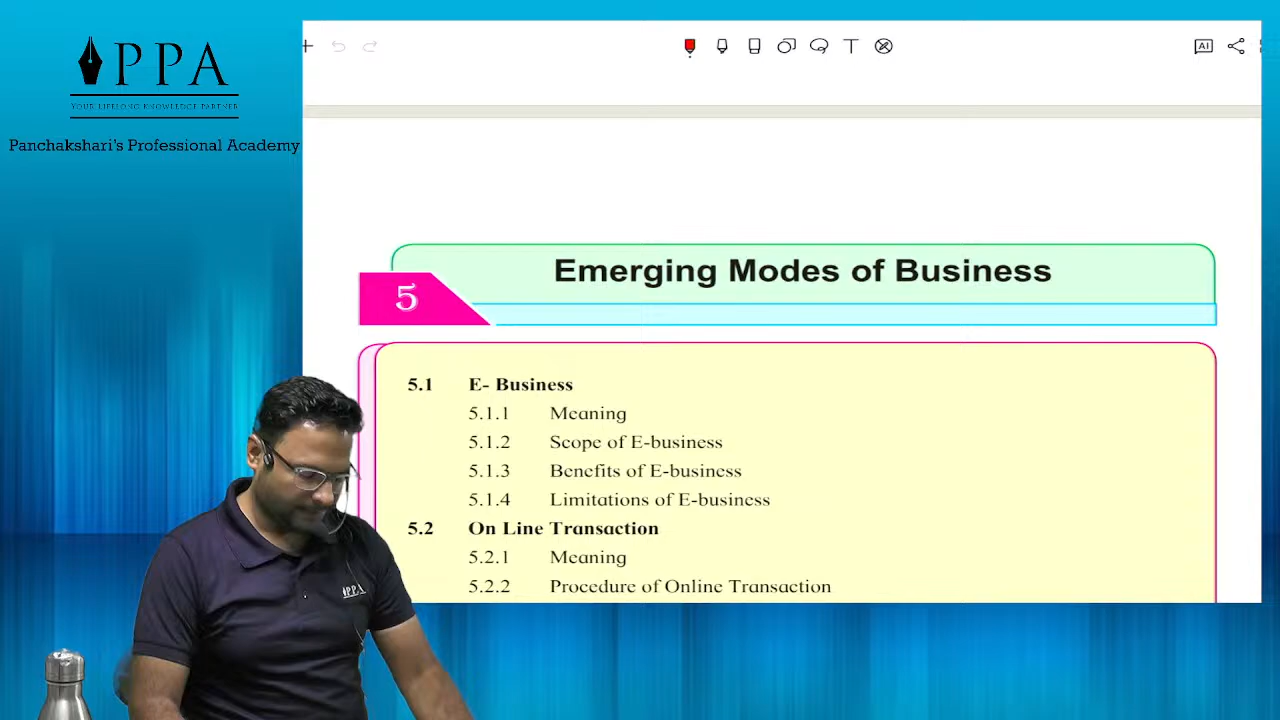 PPA
YOUR LIFELONG KNOWLEDGE PARTNER
Panchakshari's Professional Academy
AI
Emerging Modes of Business
5
5.1 E- Business
5.1.1 Meaning
5.1.2 Scope of E-business
5.1.3 Benefits of E-business
5.1.4 Limitations of E-business
5.2 On Line Transaction
5.2.1 Meaning
5.2.2 Procedure of Online Transaction
PPA